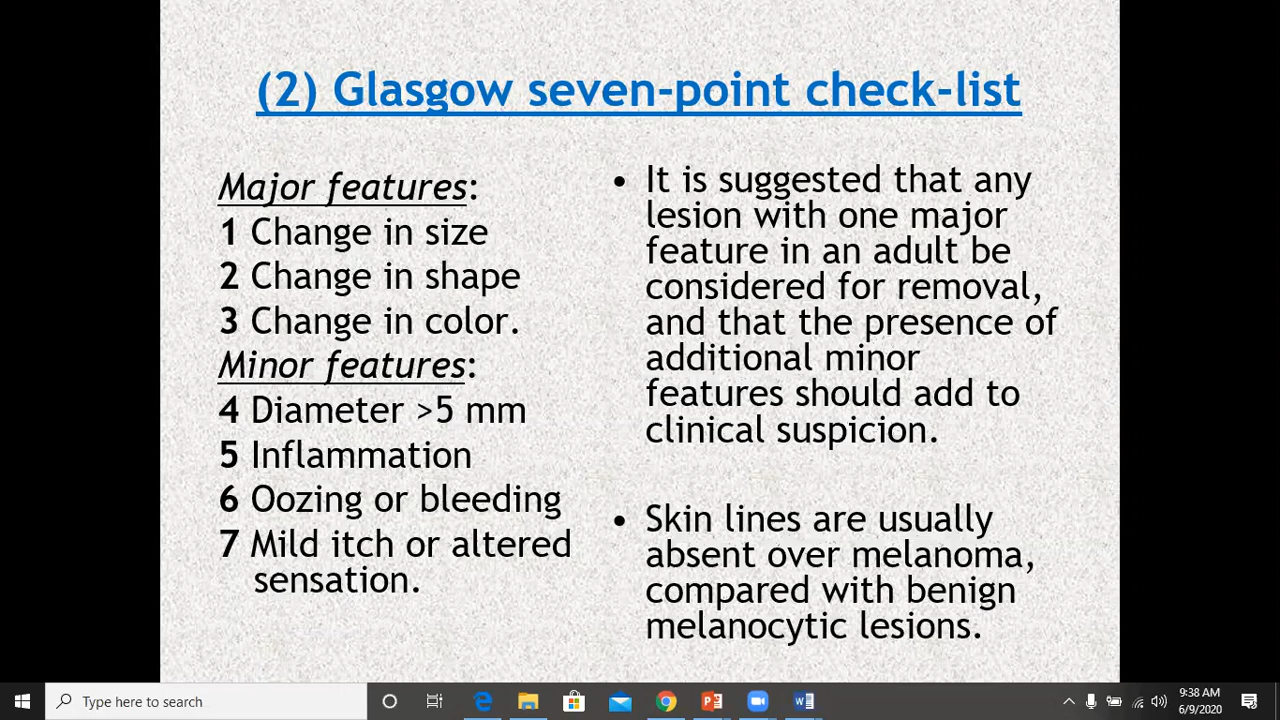 (2) Glasgow seven-point check-list
Major features:
1 Change in size
2 Change in shape
3 Change in color.
Minor features:
4 Diameter >5 mm
5 Inflammation
6 Oozing or bleeding
7 Mild itch or altered
sensation.
• It is suggested that any
lesion with one major
feature in an adult be
considered for removal,
and that the presence of
additional minor
features should add to
clinical suspicion.
• Skin lines are usually
absent over melanoma,
compared with benign
melanocytic lesions.
Type here to search
9:38 AM
6/9/2020